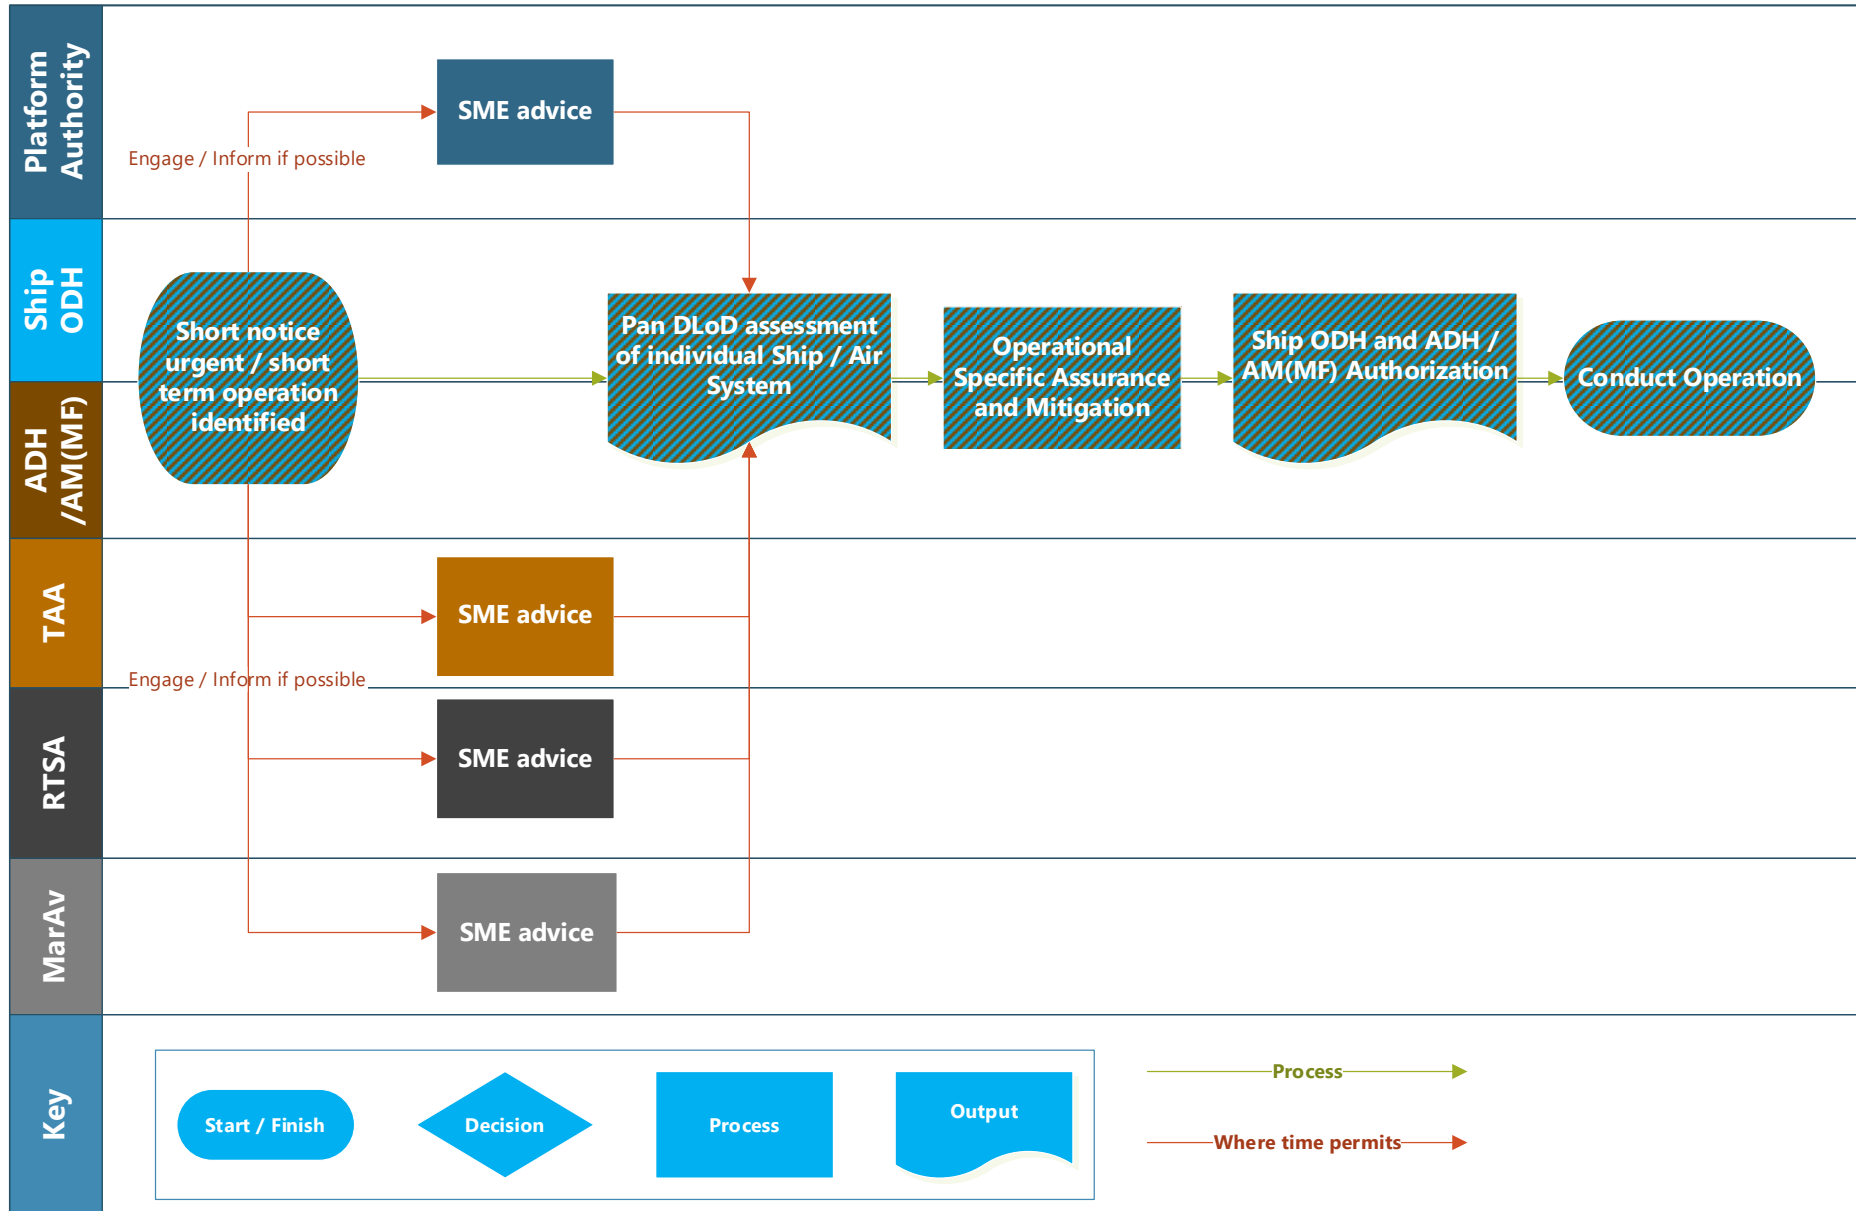 Platform
Authority
SME advice
Engage / Inform if possible
Ship
ODH
Short notice
urgent / short
term operation
identified
Pan DLoD assessment
of individual Ship / Air
System
Operational
Specific Assurance
and Mitigation
Ship ODH and ADH /
AM(MF) Authorization
Conduct Operation
ADH
/AM(MF)
TAA
SME advice
Engage / Inform if possible
RTSA
SME advice
MarAv
SME advice
Key
Start / Finish
Decision
Process
Output
Process
Where time permits